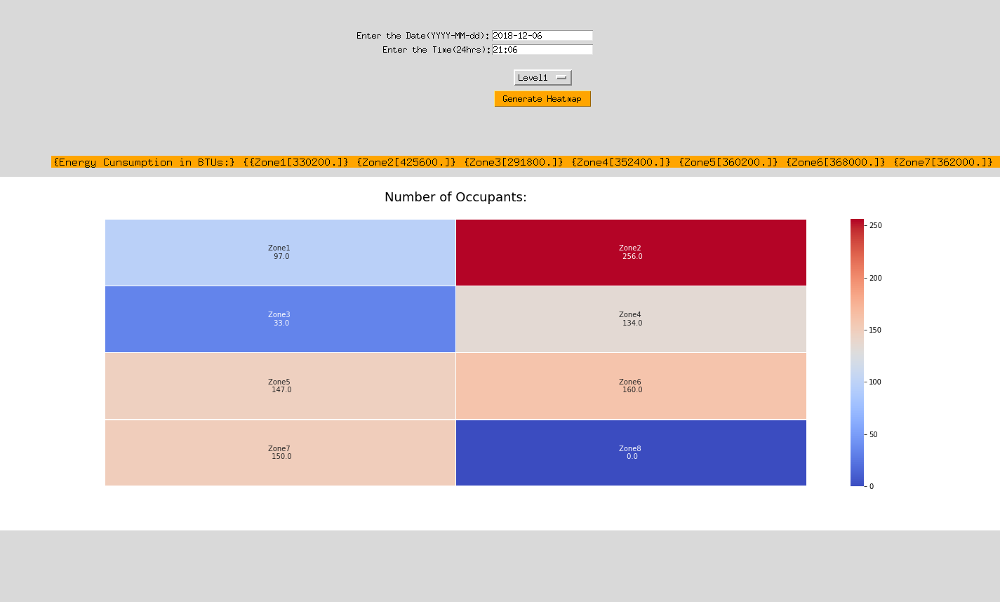 Enter the Date(YYYY-MM-dd): 2018-12-06
Enter the Time(24hrs): 21:06
Level1
Generate Heatmap
{Energy Cunsumption in BTUs:} {{Zone1[330200.]} {Zone2[425600.]} {Zone3[291800.]} {Zone4[352400.]} {Zone5[360200.]} {Zone6[368000.]} {Zone7[362000.]}
Number of Occupants:
Zone1
97.0
Zone2
256.0
Zone3
33.0
Zone4
134.0
Zone5
147.0
Zone6
160.0
Zone7
150.0
Zone8
0.0
250
200
150
100
50
0